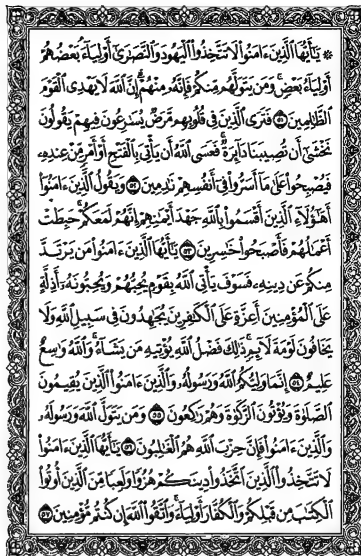 ۞ يَٰٓأَيُّهَا ٱلَّذِينَ ءَامَنُوا۟ لَا تَتَّخِذُوا۟ ٱلْيَهُودَ وَٱلنَّصَٰرَىٰٓ أَوْلِيَآءَ ۘ بَعْضُهُمْ
أَوْلِيَآءُ بَعْضٍ ۚ وَمَن يَتَوَلَّهُم مِّنكُمْ فَإِنَّهُۥ مِنْهُمْ ۗ إِنَّ ٱللَّهَ لَا يَهْدِى ٱلْقَوْمَ
ٱلظَّٰلِمِينَ ۝٥١ فَتَرَى ٱلَّذِينَ فِى قُلُوبِهِم مَّرَضٌ يُسَٰرِعُونَ فِيهِمْ يَقُولُونَ
نَخْشَىٰٓ أَن تُصِيبَنَا دَآئِرَةٌ ۚ فَعَسَى ٱللَّهُ أَن يَأْتِىَ بِٱلْفَتْحِ أَوْ أَمْرٍ مِّنْ عِندِهِۦ
فَيُصْبِحُوا۟ عَلَىٰ مَآ أَسَرُّوا۟ فِىٓ أَنفُسِهِمْ نَٰدِمِينَ ۝٥٢ وَيَقُولُ ٱلَّذِينَ ءَامَنُوٓا۟
أَهَٰٓؤُلَآءِ ٱلَّذِينَ أَقْسَمُوا۟ بِٱللَّهِ جَهْدَ أَيْمَٰنِهِمْ ۙ إِنَّهُمْ لَمَعَكُمْ ۚ حَبِطَتْ
أَعْمَٰلُهُمْ فَأَصْبَحُوا۟ خَٰسِرِينَ ۝٥٣ يَٰٓأَيُّهَا ٱلَّذِينَ ءَامَنُوا۟ مَن يَرْتَدَّ
مِنكُمْ عَن دِينِهِۦ فَسَوْفَ يَأْتِى ٱللَّهُ بِقَوْمٍ يُحِبُّهُمْ وَيُحِبُّونَهُۥٓ أَذِلَّةٍ
عَلَى ٱلْمُؤْمِنِينَ أَعِزَّةٍ عَلَى ٱلْكَٰفِرِينَ يُجَٰهِدُونَ فِى سَبِيلِ ٱللَّهِ وَلَا
يَخَافُونَ لَوْمَةَ لَآئِمٍ ۚ ذَٰلِكَ فَضْلُ ٱللَّهِ يُؤْتِيهِ مَن يَشَآءُ ۚ وَٱللَّهُ وَٰسِعٌ
عَلِيمٌ ۝٥٤ إِنَّمَا وَلِيُّكُمُ ٱللَّهُ وَرَسُولُهُۥ وَٱلَّذِينَ ءَامَنُوا۟ ٱلَّذِينَ يُقِيمُونَ
ٱلصَّلَوٰةَ وَيُؤْتُونَ ٱلزَّكَوٰةَ وَهُمْ رَٰكِعُونَ ۝٥٥ وَمَن يَتَوَلَّ ٱللَّهَ وَرَسُولَهُۥ
وَٱلَّذِينَ ءَامَنُوا۟ فَإِنَّ حِزْبَ ٱللَّهِ هُمُ ٱلْغَٰلِبُونَ ۝٥٦ يَٰٓأَيُّهَا ٱلَّذِينَ ءَامَنُوا۟
لَا تَتَّخِذُوا۟ ٱلَّذِينَ ٱتَّخَذُوا۟ دِينَكُمْ هُزُوًا وَلَعِبًا مِّنَ ٱلَّذِينَ أُوتُوا۟
ٱلْكِتَٰبَ مِن قَبْلِكُمْ وَٱلْكُفَّارَ أَوْلِيَآءَ ۚ وَٱتَّقُوا۟ ٱللَّهَ إِن كُنتُم مُّؤْمِنِينَ ۝٥٧